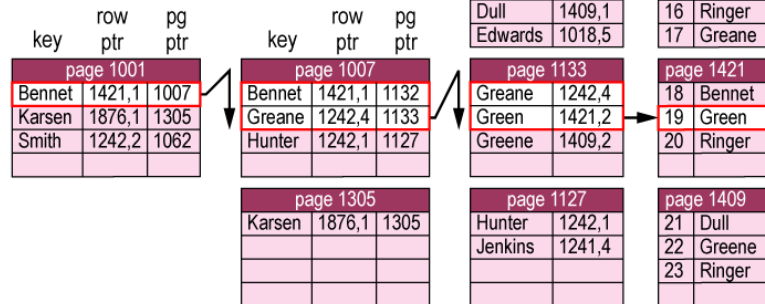 Dull 1409,1
Edwards 1018,5
16 Ringer
17 Greane
key row ptr pg ptr
key row ptr pg ptr
page 1001
Bennet 1421,1 1007
Karsen 1876,1 1305
Smith 1242,2 1062
page 1007
Bennet 1421,1 1132
Greane 1242,4 1133
Hunter 1242,1 1127
page 1133
Greane 1242,4
Green 1421,2
Greene 1409,2
page 1421
18 Bennet
19 Green
20 Ringer
page 1305
Karsen 1876,1 1305
page 1127
Hunter 1242,1
Jenkins 1241,4
page 1409
21 Dull
22 Greene
23 Ringer